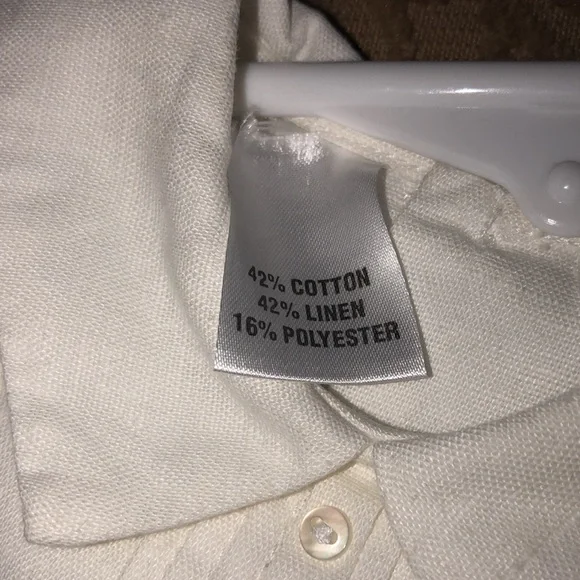 42% COTTON
42% LINEN
16% POLYESTER